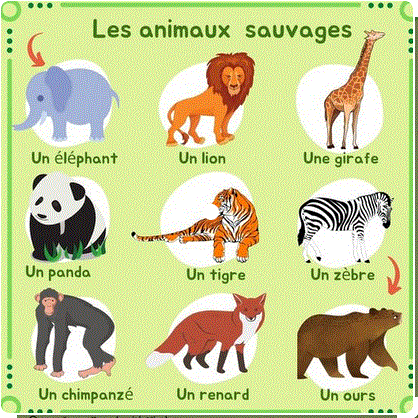 Les animaux sauvages
Un éléphant
Un lion
Une girafe
Un panda
Un tigre
Un zèbre
Un chimpanzé
Un renard
Un ours